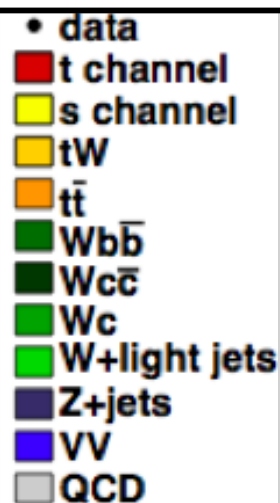 • data
t channel
s channel
tW
tt̄
Wbb̄
Wcc̄
Wc
W+light jets
Z+jets
VV
QCD